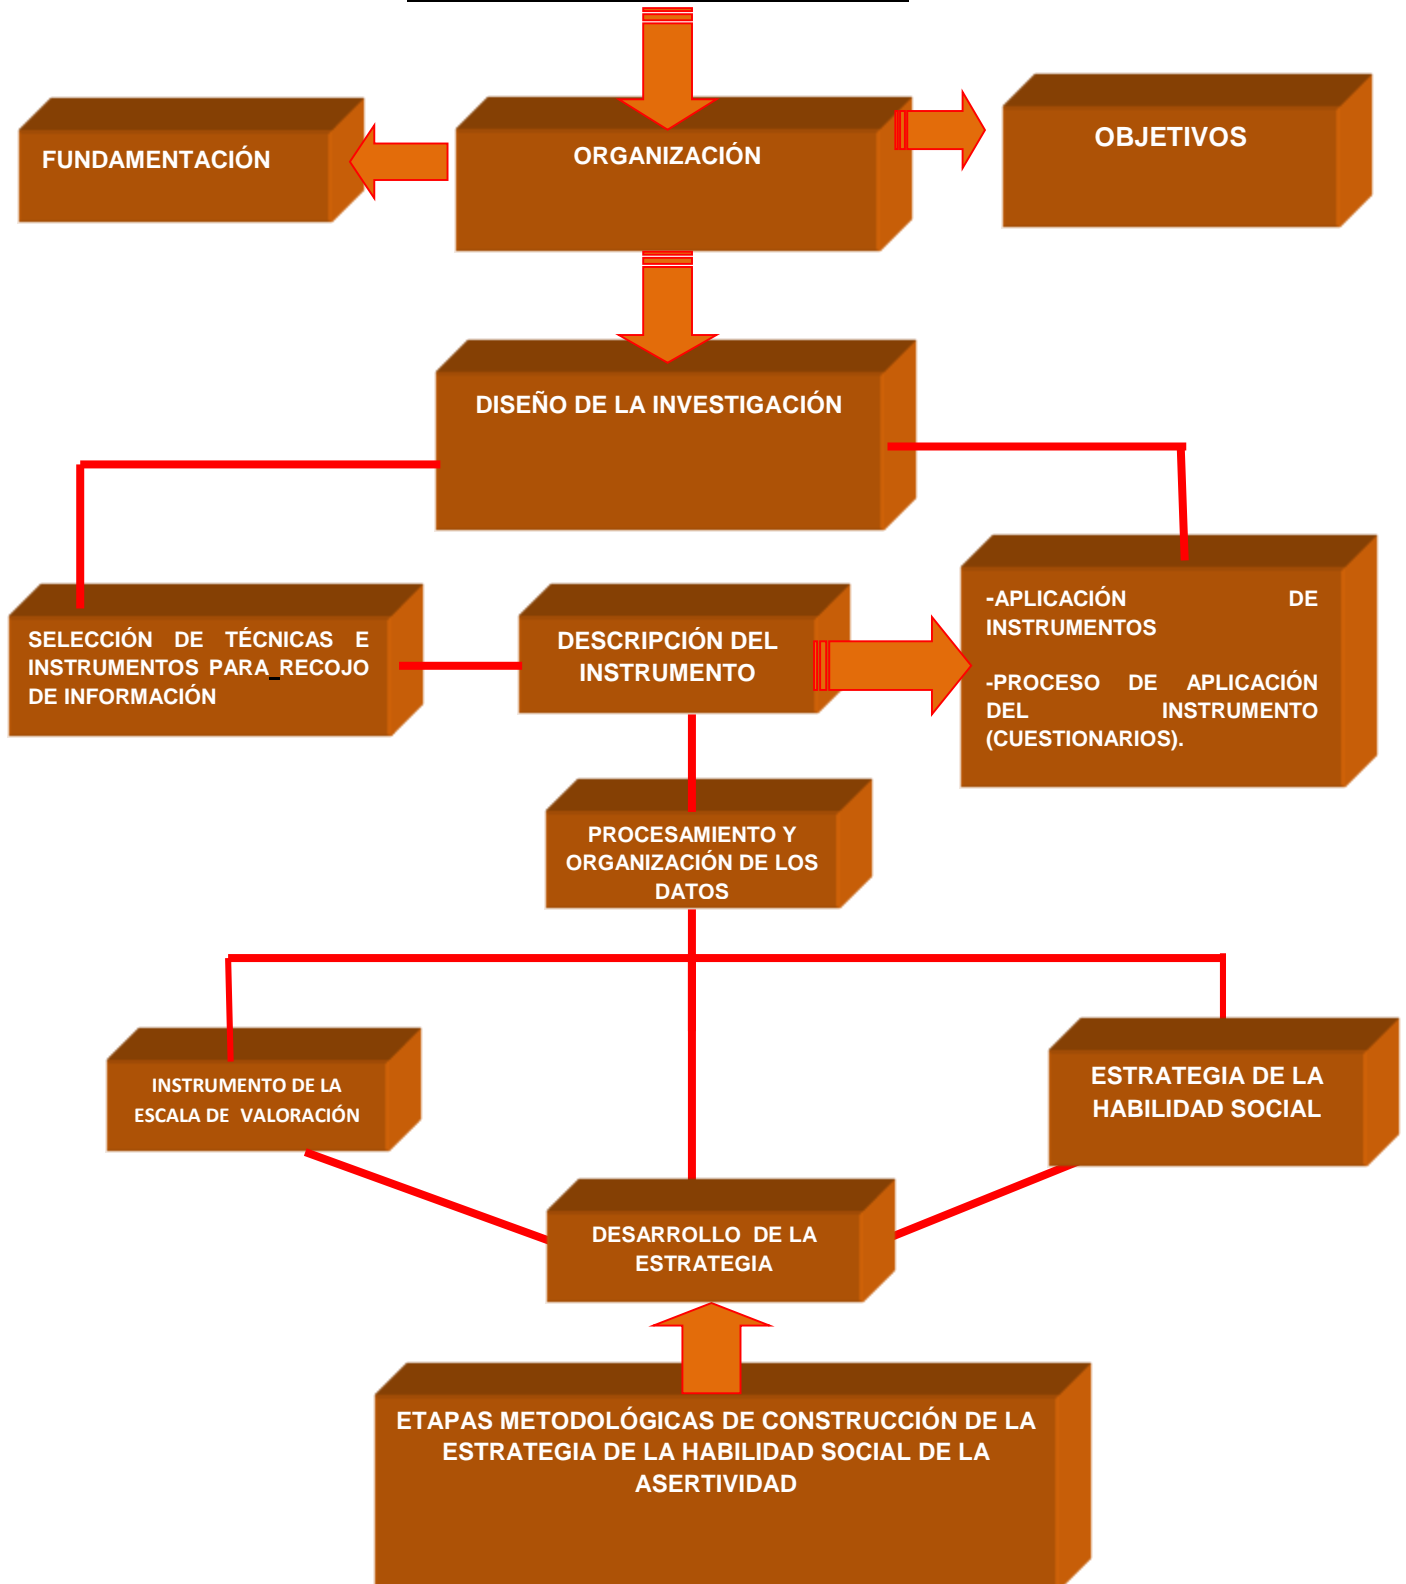 FUNDAMENTACIÓN
ORGANIZACIÓN
OBJETIVOS
DISEÑO DE LA INVESTIGACIÓN
SELECCIÓN DE TÉCNICAS E
INSTRUMENTOS PARA RECOJO
DE INFORMACIÓN
DESCRIPCIÓN DEL
INSTRUMENTO
-APLICACIÓN DE
INSTRUMENTOS
-PROCESO DE APLICACIÓN
DEL INSTRUMENTO
(CUESTIONARIOS).
PROCESAMIENTO Y
ORGANIZACIÓN DE LOS
DATOS
INSTRUMENTO DE LA
ESCALA DE VALORACIÓN
ESTRATEGIA DE LA
HABILIDAD SOCIAL
DESARROLLO DE LA
ESTRATEGIA
ETAPAS METODOLÓGICAS DE CONSTRUCCIÓN DE LA
ESTRATEGIA DE LA HABILIDAD SOCIAL DE LA
ASERTIVIDAD